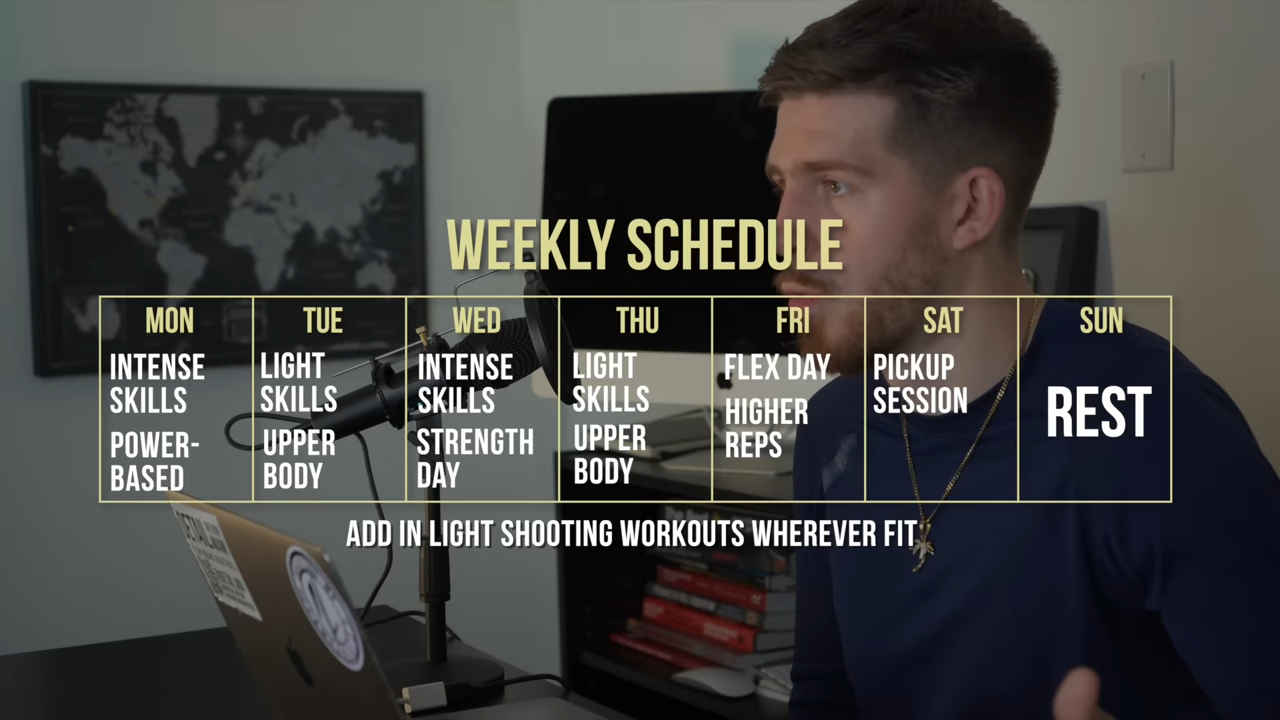 WEEKLY SCHEDULE
MON
INTENSE
SKILLS
POWER-
BASED
TUE
LIGHT
SKILLS
UPPER
BODY
WED
INTENSE
SKILLS
STRENGTH
DAY
THU
LIGHT
SKILLS
UPPER
BODY
FRI
FLEX DAY
HIGHER
REPS
SAT
PICKUP
SESSION
SUN
REST
ADD IN LIGHT SHOOTING WORKOUTS WHEREVER FIT